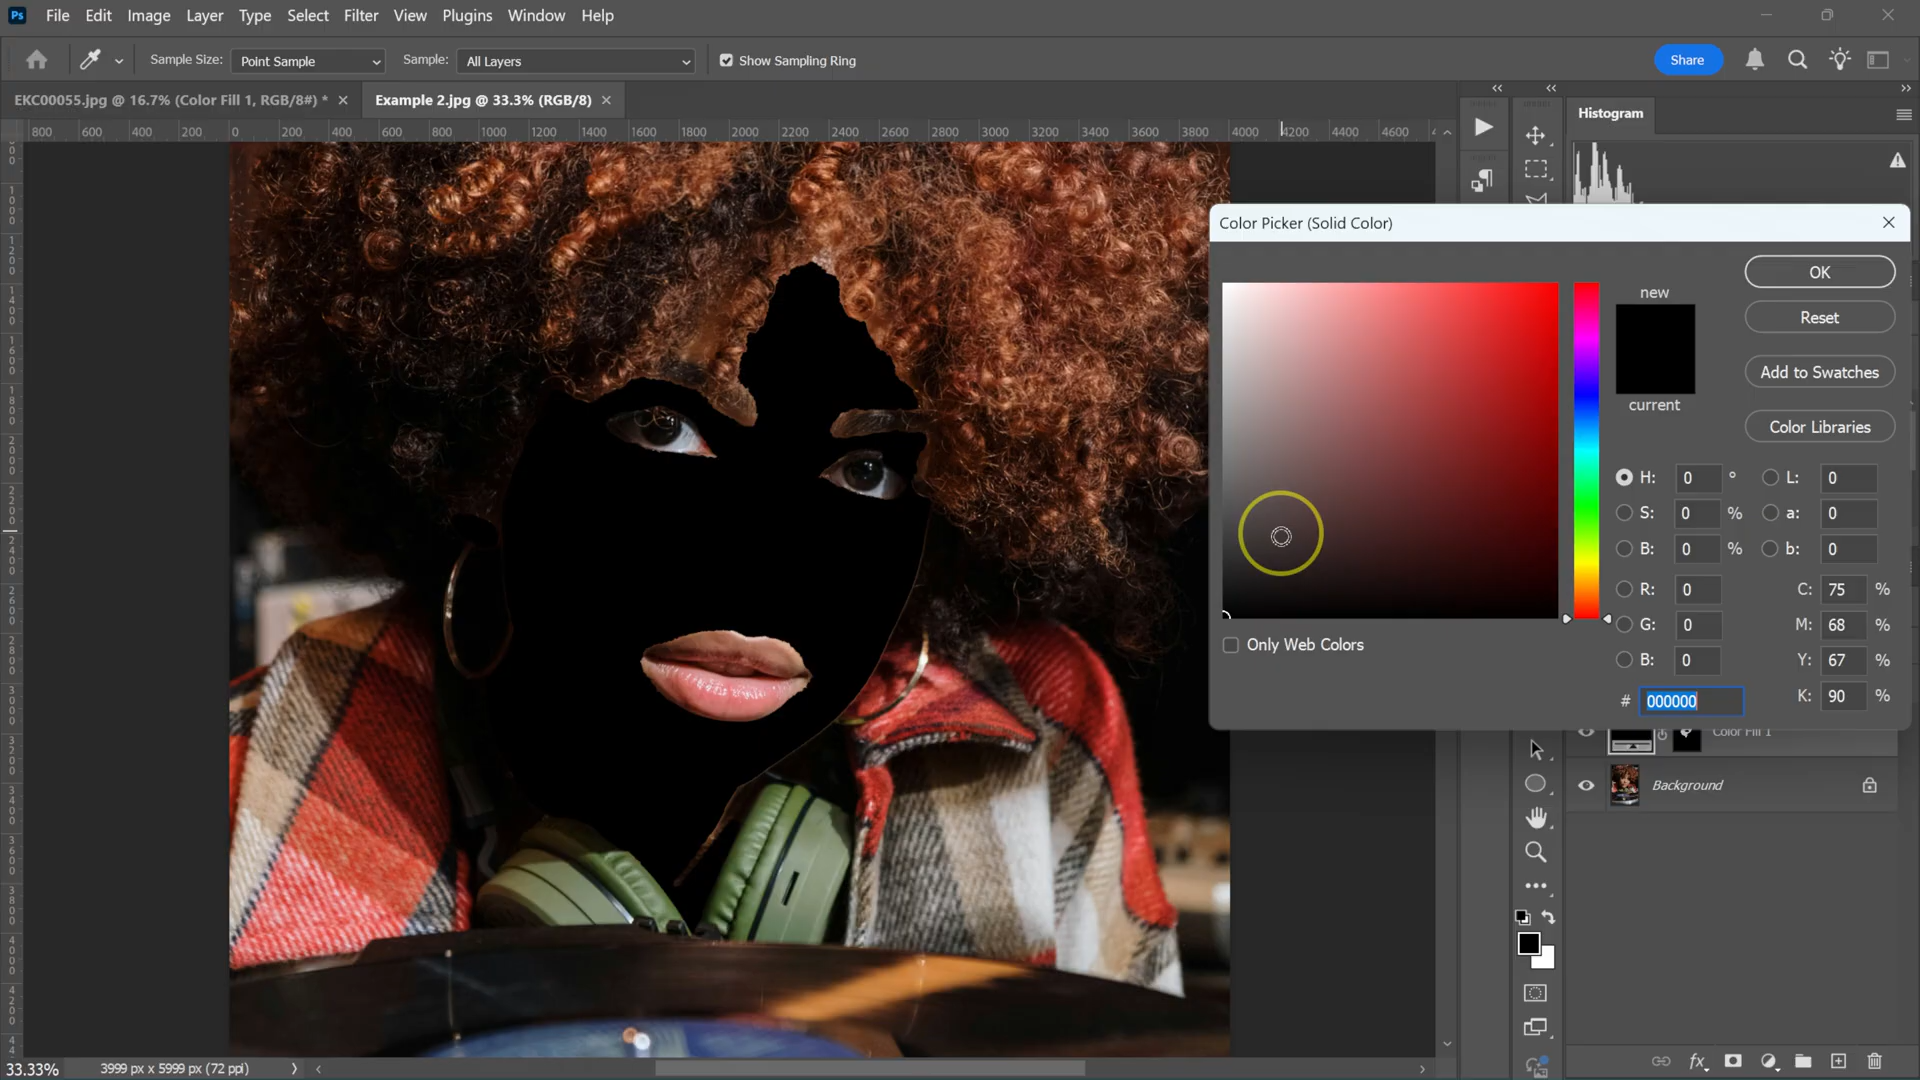 Ps File Edit Image Layer Type Select Filter View Plugins Window Help
Sample Size: Point Sample Sample: All Layers Show Sampling Ring Share
EKC00055.jpg @ 16.7% (Color Fill 1, RGB/8#) * Example 2.jpg @ 33.3% (RGB/8)
Histogram
800 600 400 200 0 200 400 600 800 1000 1200 1400 1600 1800 2000 2200 2400 2600 2800 3000 3200 3400 3600 3800 4000 4200 4400 4600
Color Picker (Solid Color)
OK
new
Reset
Add to Swatches
current
Color Libraries
H: 0 ° L: 0
S: 0 % a: 0
B: 0 % b: 0
R: 0 C: 75 %
G: 0 M: 68 %
Only Web Colors
B: 0 Y: 67 %
# 000000 K: 90 %
Color Fill 1
Background
33.33% 3999 px x 5999 px (72 ppi)
fx